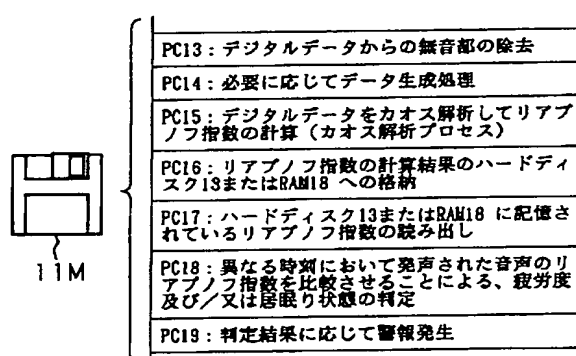 PC13:デジタルデータからの無音部の除去
PC14:必要に応じてデータ生成処理
PC15:デジタルデータをカオス解析してリアプ
ノフ指数の計算(カオス解析プロセス)
PC16:リアプノフ指数の計算結果のハードディ
スク13またはRAM18 への格納
PC17:ハードディスク13またはRAM18 に記憶さ
れているリアプノフ指数の読み出し
PC18:異なる時刻において発声された音声のリ
アプノフ指数を比較させることによる、疲労度
及び/又は居眠り状態の判定
PC19:判定結果に応じて警報発生
11M